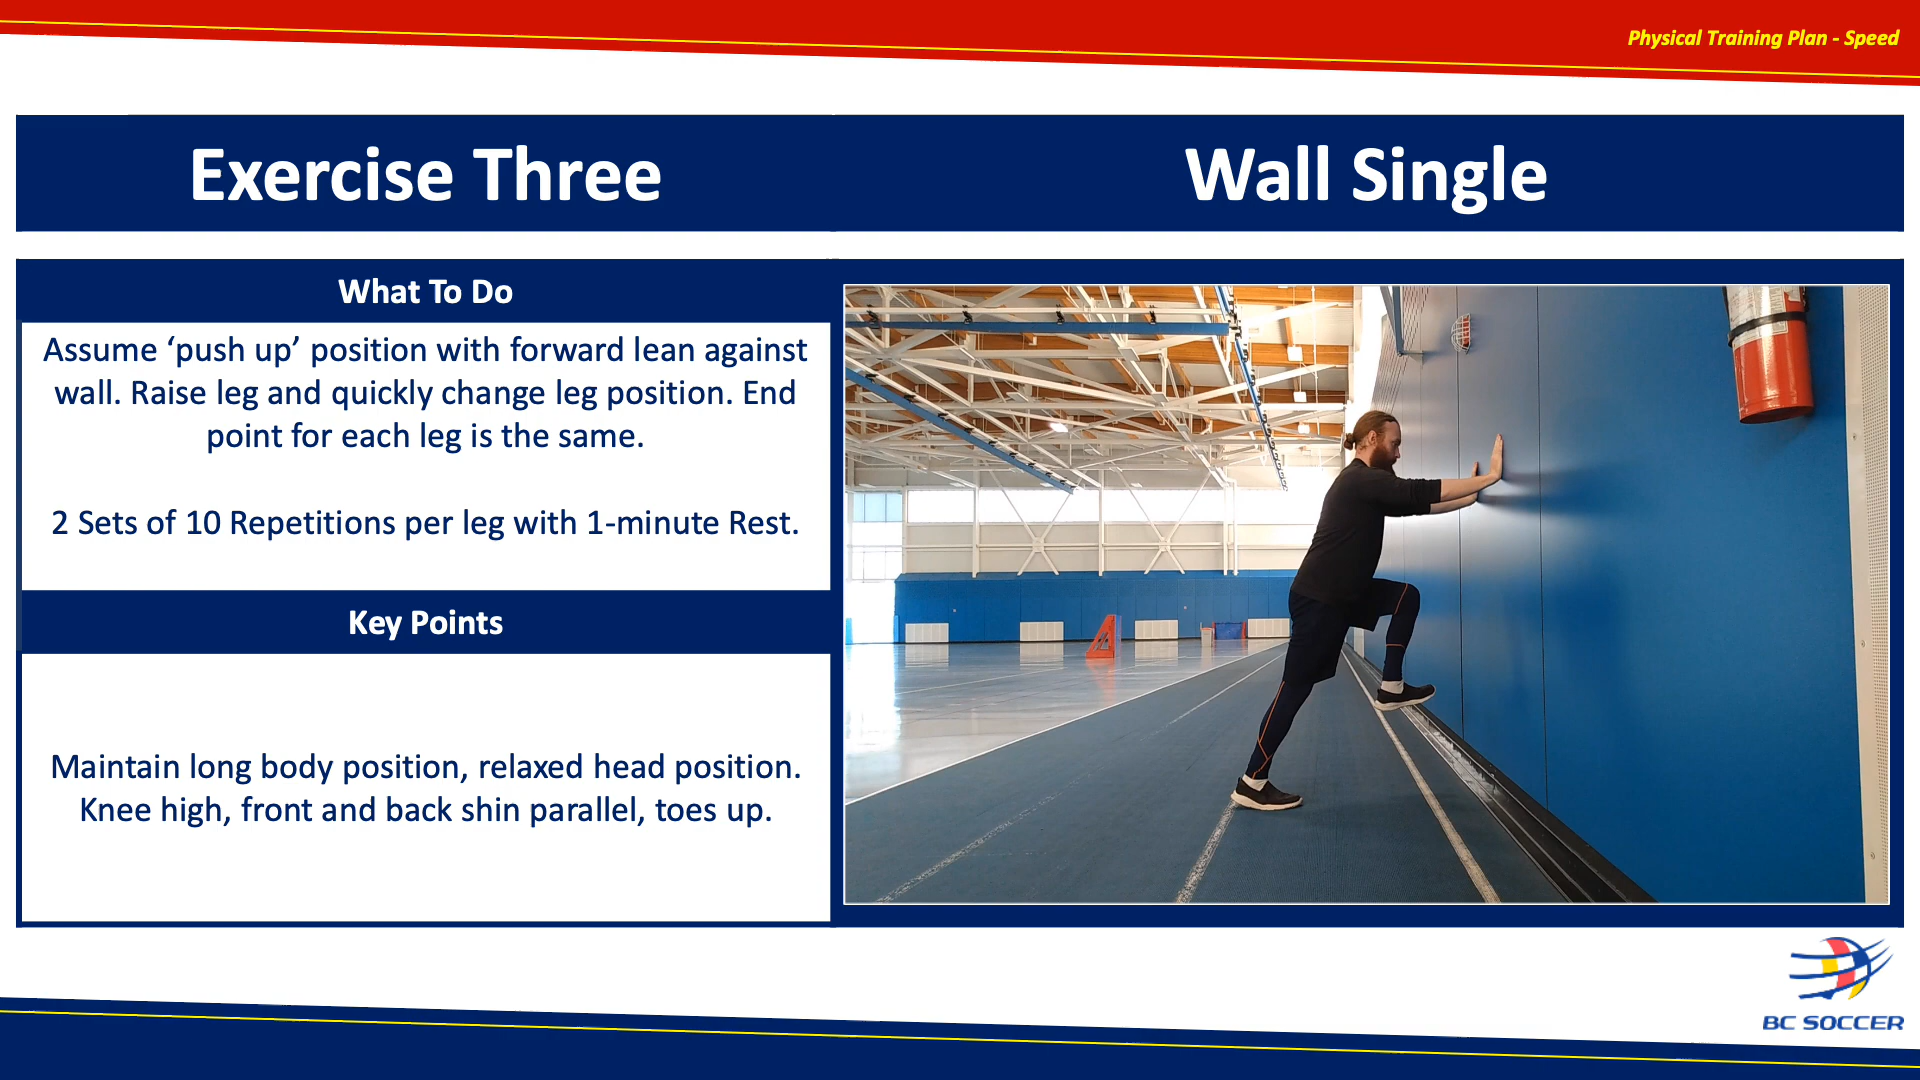 Physical Training Plan - Speed
Exercise Three
Wall Single
What To Do
Assume ‘push up’ position with forward lean against
wall. Raise leg and quickly change leg position. End
point for each leg is the same.
2 Sets of 10 Repetitions per leg with 1-minute Rest.
Key Points
Maintain long body position, relaxed head position.
Knee high, front and back shin parallel, toes up.
BC SOCCER